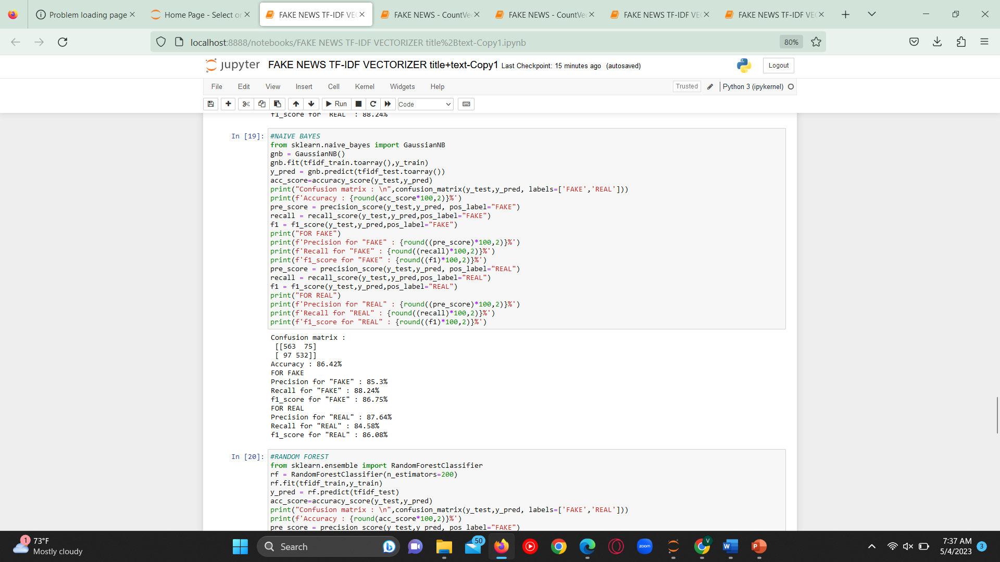 Problem loading page
Home Page - Select or
FAKE NEWS TF-IDF VEC
FAKE NEWS - CountVec
FAKE NEWS - CountVec
FAKE NEWS TF-IDF VEC
FAKE NEWS TF-IDF VEC
localhost:8888/notebooks/FAKE NEWS TF-IDF VECTORIZER title%2Btext-Copy1.ipynb
80%
jupyter FAKE NEWS TF-IDF VECTORIZER title+text-Copy1 Last Checkpoint: 15 minutes ago (autosaved)
Logout
File Edit View Insert Cell Kernel Widgets Help
Trusted
Python 3 (ipykernel)
Run
Code
f1_score for "REAL" : 88.24%
In [19]:
#NAIVE BAYES
from sklearn.naive_bayes import GaussianNB
gnb = GaussianNB()
gnb.fit(tfidf_train.toarray(),y_train)
y_pred = gnb.predict(tfidf_test.toarray())
acc_score=accuracy_score(y_test,y_pred)
print("Confusion matrix : \n",confusion_matrix(y_test,y_pred, labels=['FAKE','REAL']))
print(f'Accuracy : {round(acc_score*100,2)}%')
pre_score = precision_score(y_test,y_pred, pos_label="FAKE")
recall = recall_score(y_test,y_pred,pos_label="FAKE")
f1 = f1_score(y_test,y_pred,pos_label="FAKE")
print("FOR FAKE")
print(f'Precision for "FAKE" : {round((pre_score)*100,2)}%')
print(f'Recall for "FAKE" : {round((recall)*100,2)}%')
print(f'f1_score for "FAKE" : {round((f1)*100,2)}%')
pre_score = precision_score(y_test,y_pred, pos_label="REAL")
recall = recall_score(y_test,y_pred,pos_label="REAL")
f1 = f1_score(y_test,y_pred,pos_label="REAL")
print("FOR REAL")
print(f'Precision for "REAL" : {round((pre_score)*100,2)}%')
print(f'Recall for "REAL" : {round((recall)*100,2)}%')
print(f'f1_score for "REAL" : {round((f1)*100,2)}%')
Confusion matrix :
[[563  75]
[ 97 532]]
Accuracy : 86.42%
FOR FAKE
Precision for "FAKE" : 85.3%
Recall for "FAKE" : 88.24%
f1_score for "FAKE" : 86.75%
FOR REAL
Precision for "REAL" : 87.64%
Recall for "REAL" : 84.58%
f1_score for "REAL" : 86.08%
In [20]:
#RANDOM FOREST
from sklearn.ensemble import RandomForestClassifier
rf = RandomForestClassifier(n_estimators=200)
rf.fit(tfidf_train,y_train)
y_pred = rf.predict(tfidf_test)
acc_score=accuracy_score(y_test,y_pred)
print("Confusion matrix : \n",confusion_matrix(y_test,y_pred, labels=['FAKE','REAL']))
print(f'Accuracy : {round(acc_score*100,2)}%')
pre_score = precision_score(y_test,y_pred, pos_label="FAKE")
1
73°F
Mostly cloudy
Search
50
zoom
V
W
P
7:37 AM
5/4/2023
3